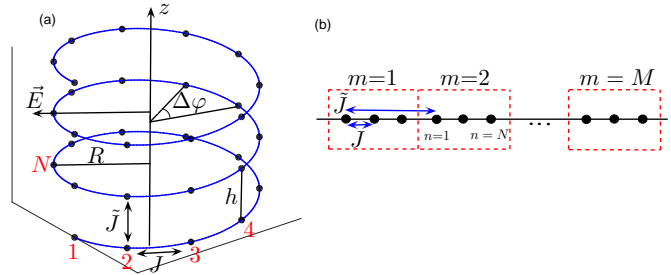 (a)
z
E⃗
Δφ
N
R
h
J̃
J
1
2
3
4
(b)
m=1
m=2
m = M
J̃
J
n=1
n = N
...